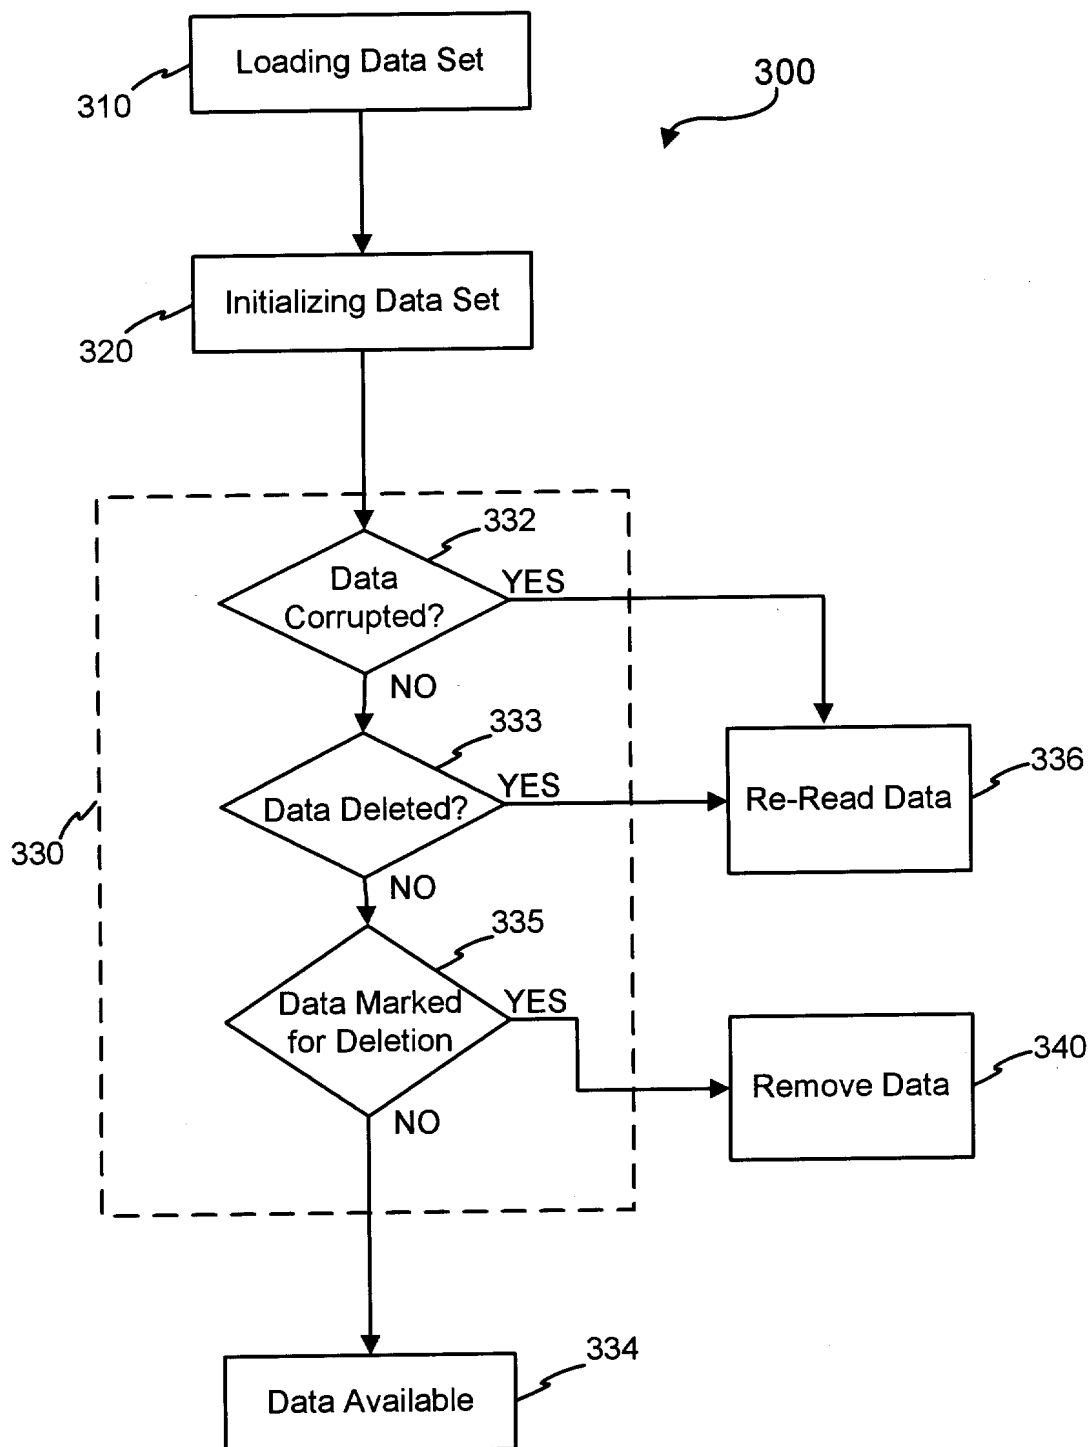 Loading Data Set
310
300
Initializing Data Set
320
332
Data
Corrupted?
YES
NO
333
Data Deleted?
YES
NO
Re-Read Data
336
330
335
Data Marked
for Deletion
YES
NO
Remove Data
340
334
Data Available